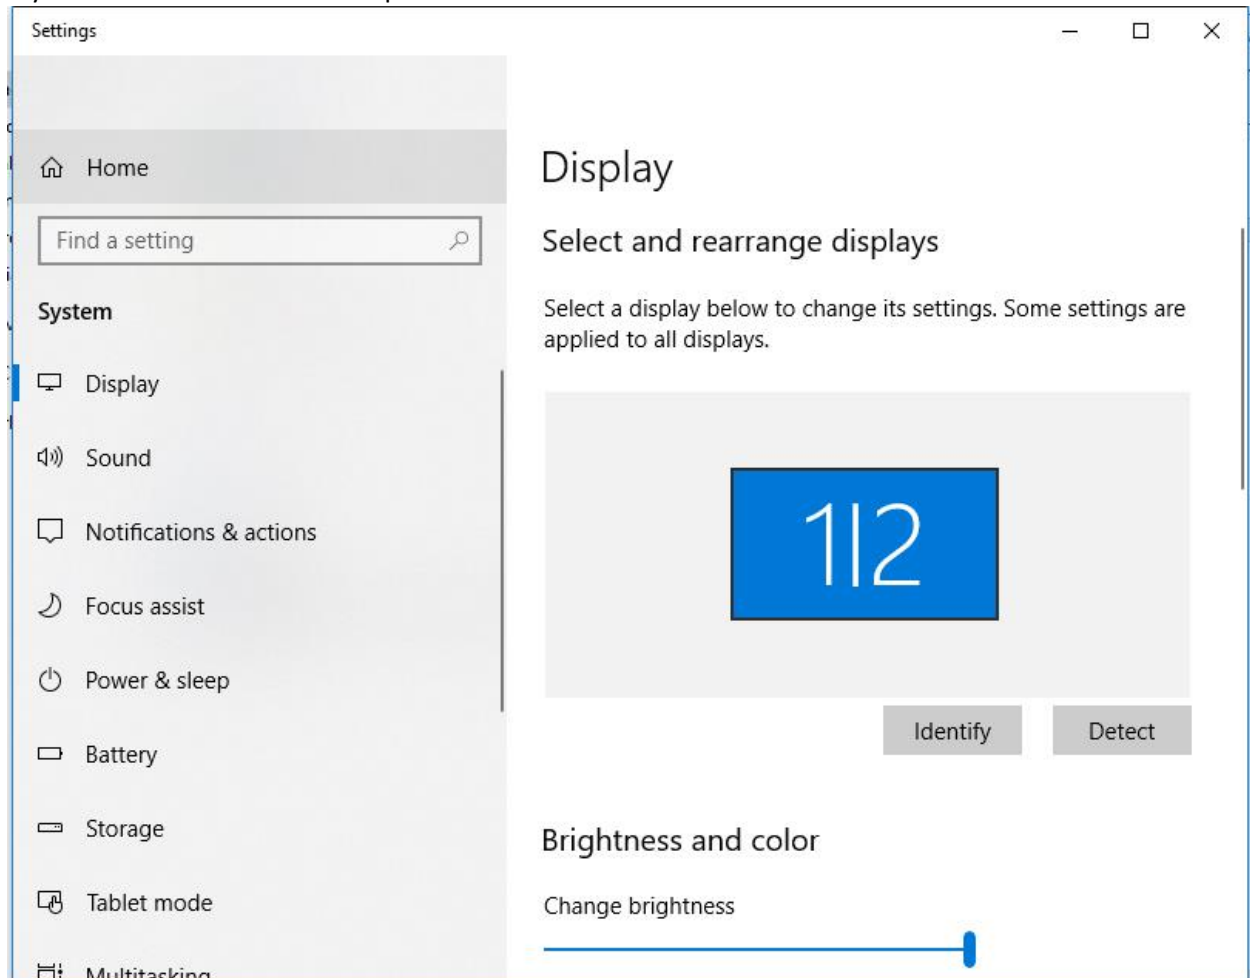 Settings
Home
Find a setting
System
Display
Sound
Notifications & actions
Focus assist
Power & sleep
Battery
Storage
Tablet mode
Multitasking
Display
Select and rearrange displays
Select a display below to change its settings. Some settings are
applied to all displays.
1|2
Identify
Detect
Brightness and color
Change brightness